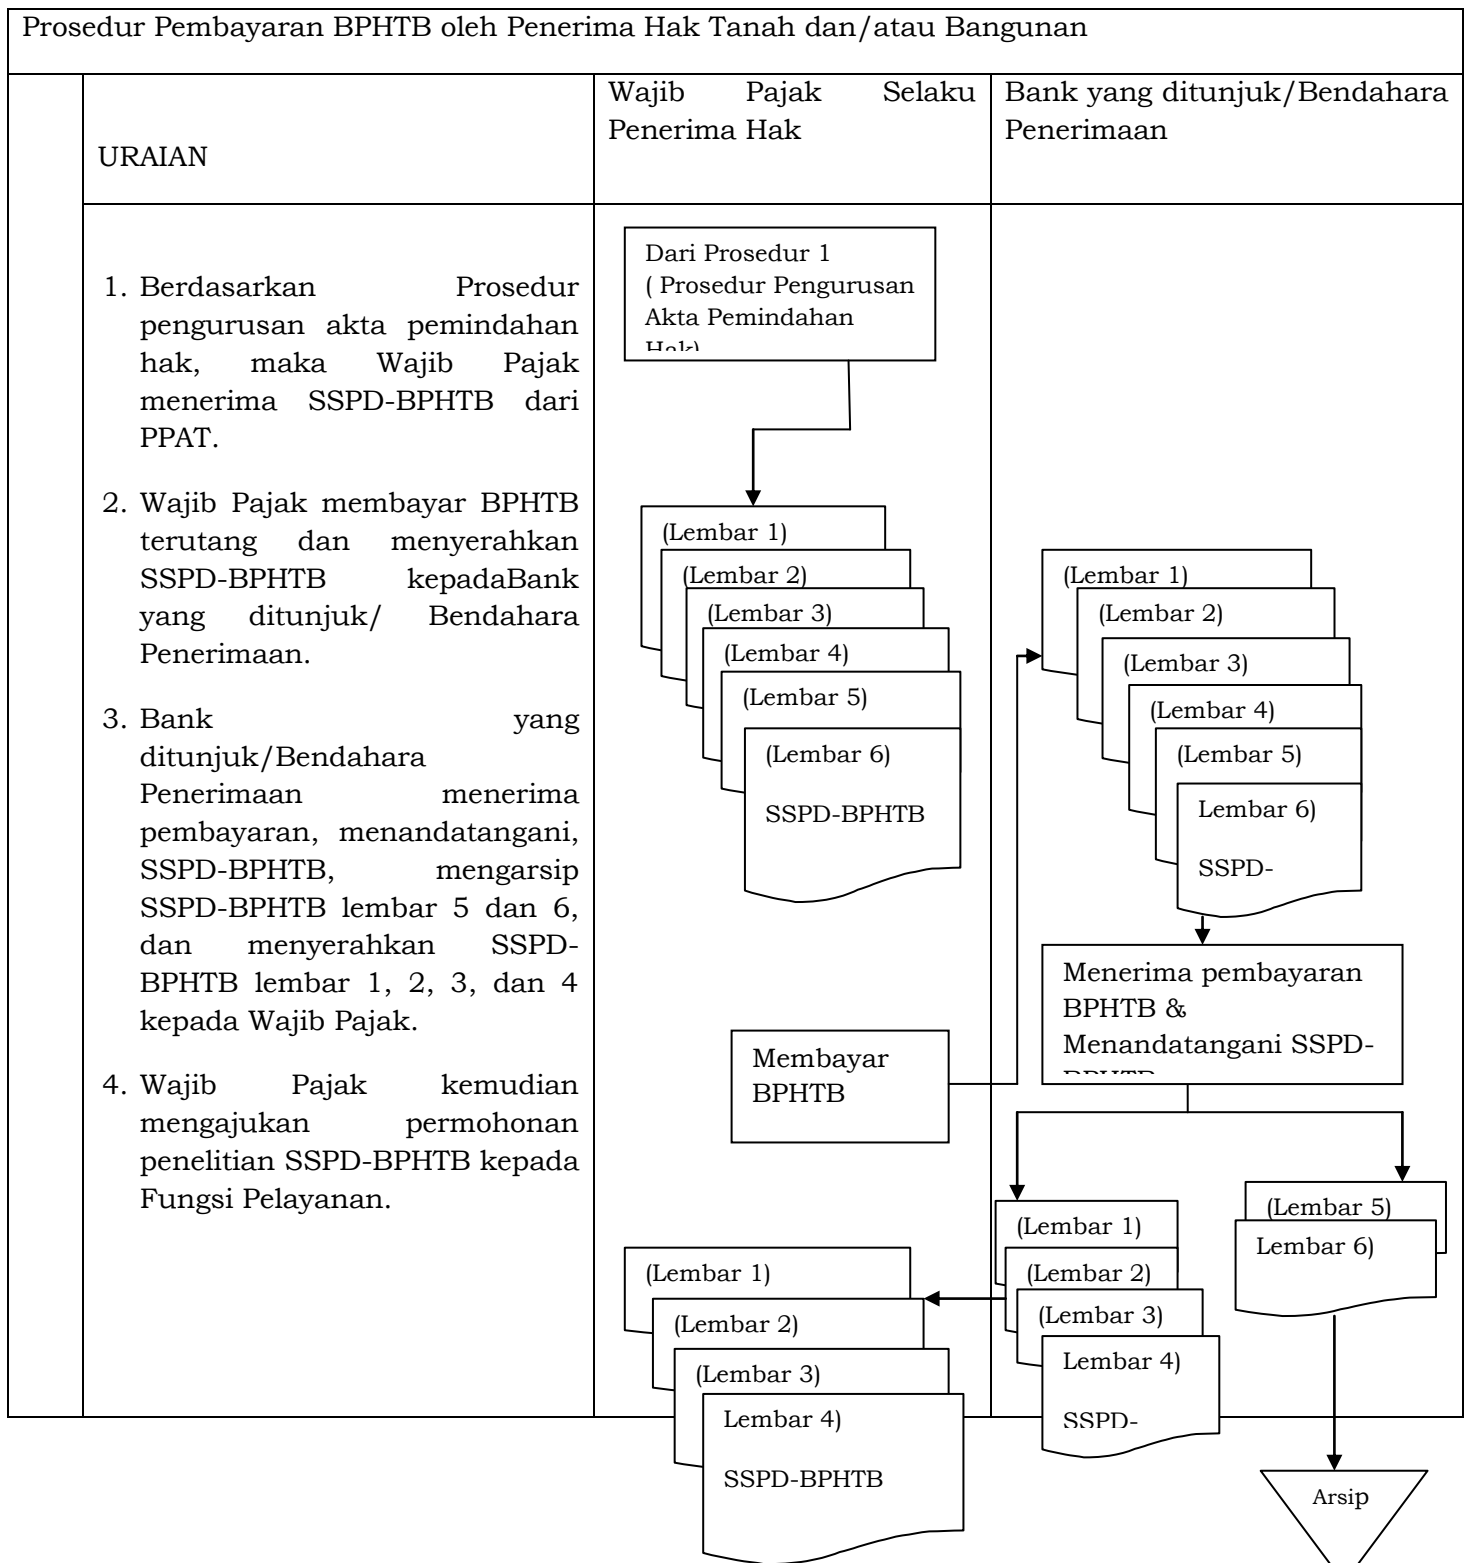 Prosedur Pembayaran BPHTB oleh Penerima Hak Tanah dan/atau Bangunan
URAIAN
Wajib Pajak Selaku
Penerima Hak
Bank yang ditunjuk/Bendahara
Penerimaan
1. Berdasarkan Prosedur
pengurusan akta pemindahan
hak, maka Wajib Pajak
menerima SSPD-BPHTB dari
PPAT.
2. Wajib Pajak membayar BPHTB
terutang dan menyerahkan
SSPD-BPHTB kepadaBank
yang ditunjuk/ Bendahara
Penerimaan.
3. Bank yang
ditunjuk/Bendahara
Penerimaan menerima
pembayaran, menandatangani,
SSPD-BPHTB, mengarsip
SSPD-BPHTB lembar 5 dan 6,
dan menyerahkan SSPD-
BPHTB lembar 1, 2, 3, dan 4
kepada Wajib Pajak.
4. Wajib Pajak kemudian
mengajukan permohonan
penelitian SSPD-BPHTB kepada
Fungsi Pelayanan.
Dari Prosedur 1
( Prosedur Pengurusan
Akta Pemindahan
Hak)
(Lembar 1)
(Lembar 2)
(Lembar 3)
(Lembar 4)
(Lembar 5)
(Lembar 6)
SSPD-BPHTB
Membayar
BPHTB
(Lembar 1)
(Lembar 2)
(Lembar 3)
Lembar 4)
SSPD-BPHTB
(Lembar 1)
(Lembar 2)
(Lembar 3)
(Lembar 4)
(Lembar 5)
Lembar 6)
SSPD-
Menerima pembayaran
BPHTB &
Menandatangani SSPD-
BPHTB
(Lembar 1)
(Lembar 2)
(Lembar 3)
Lembar 4)
SSPD-
(Lembar 5)
Lembar 6)
Arsip